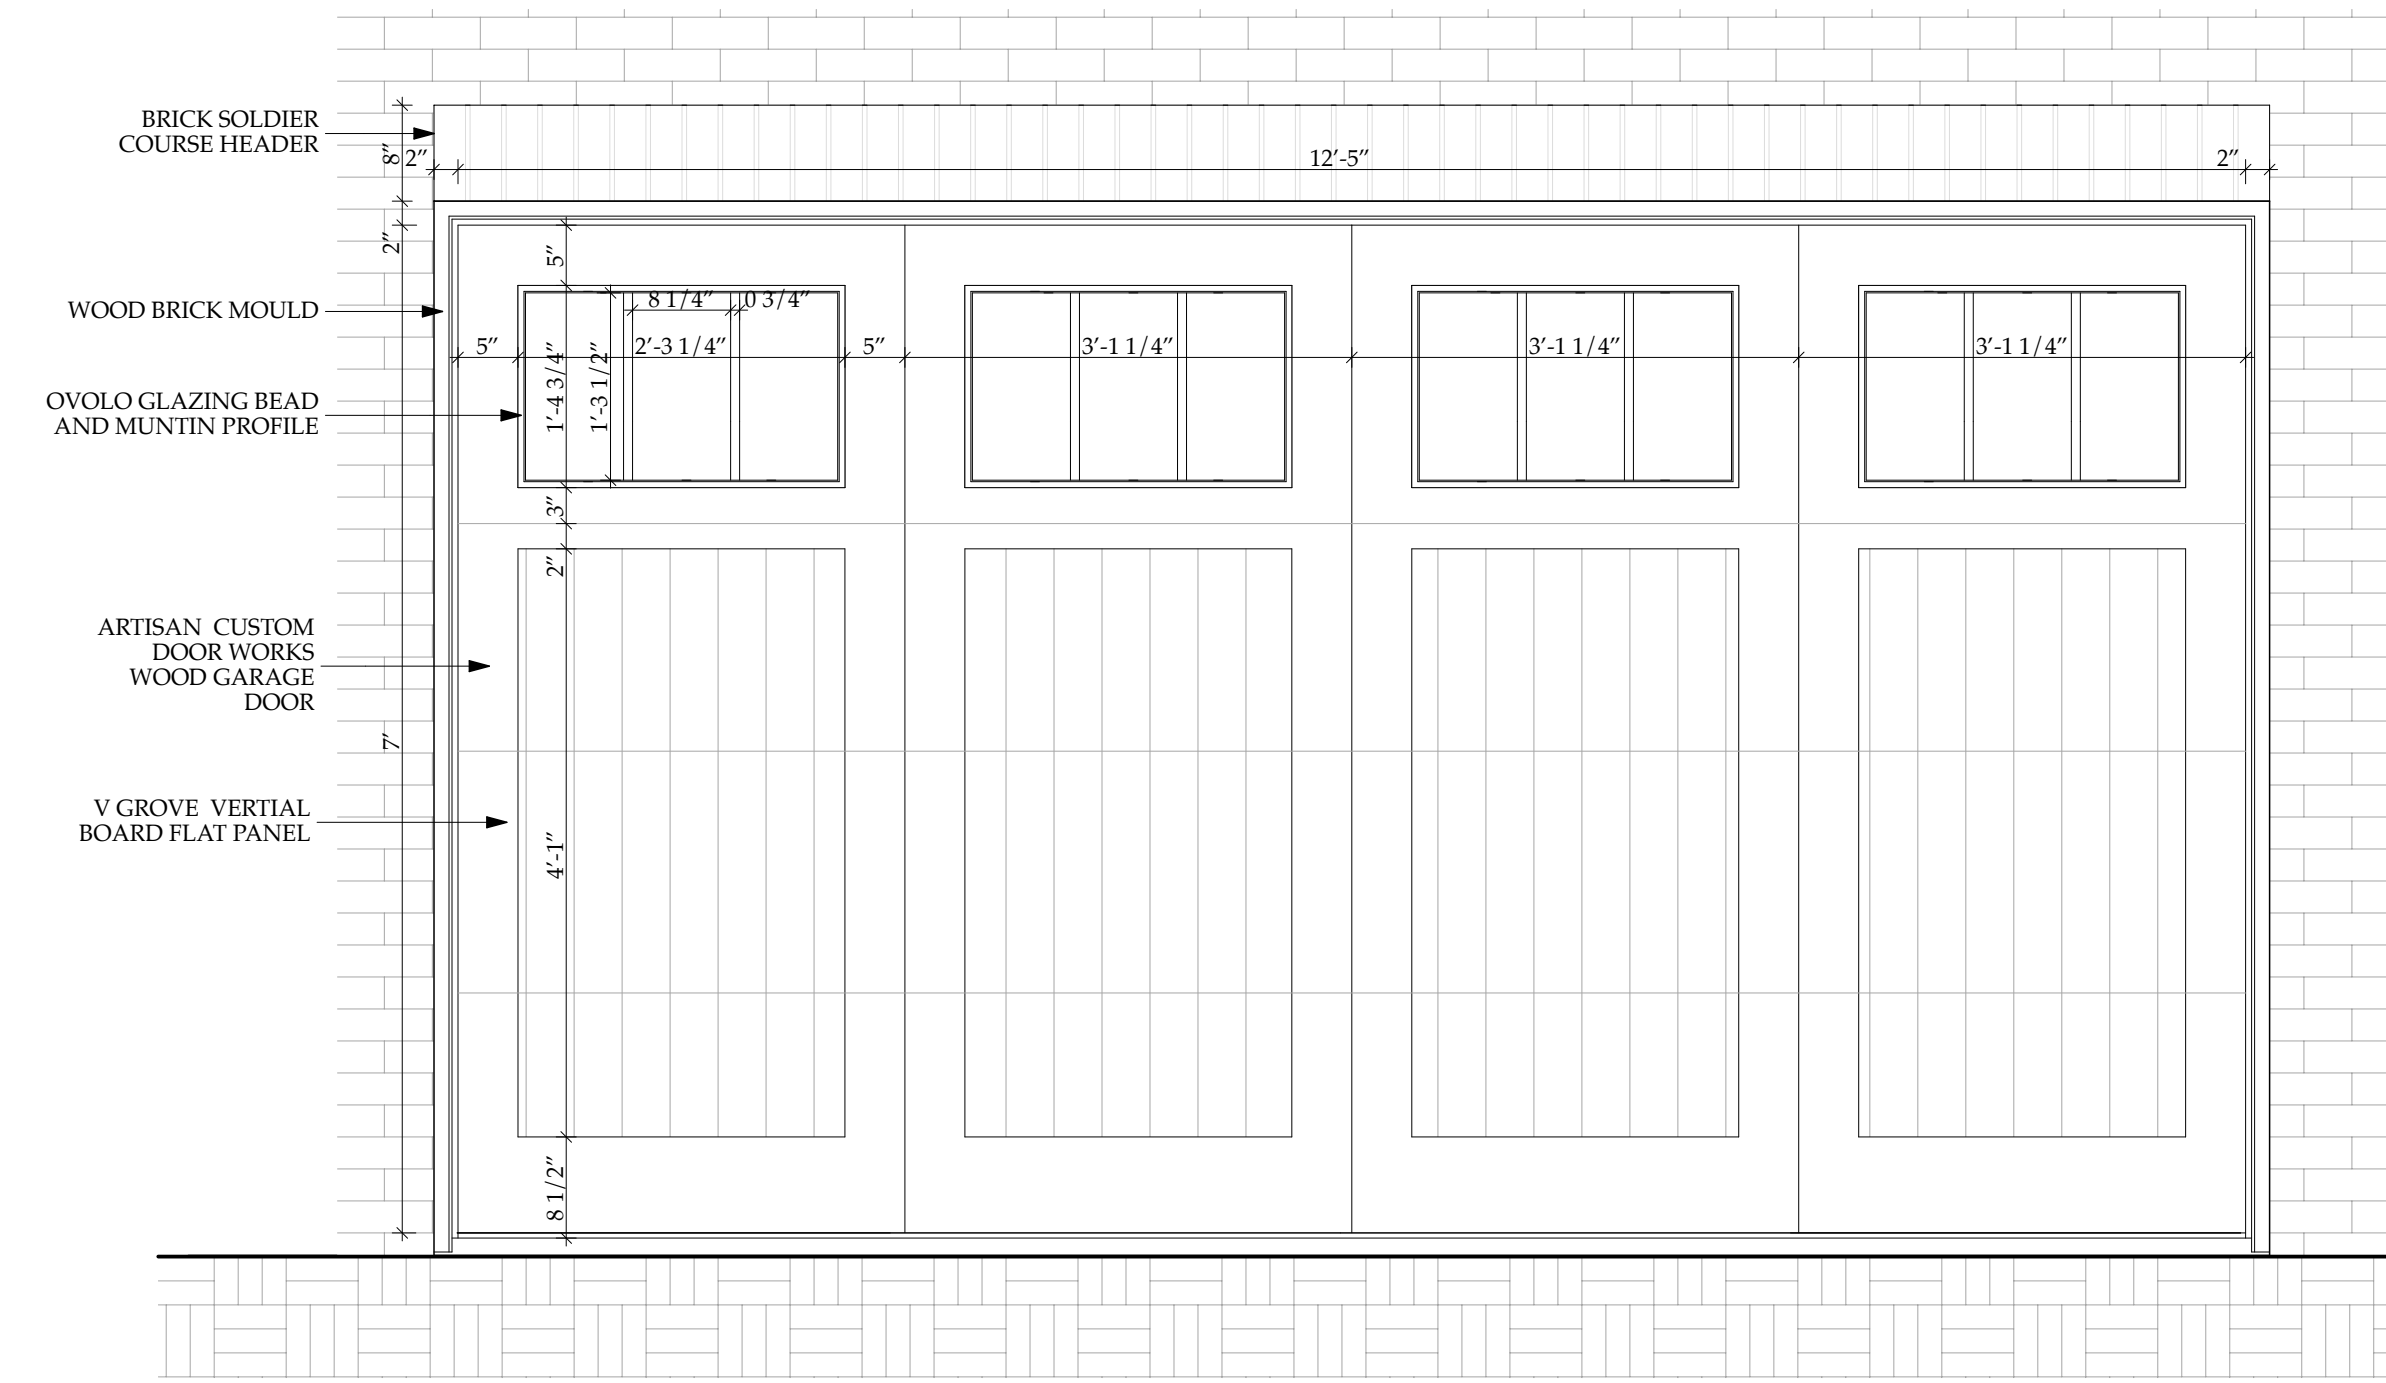 BRICK SOLDIER
COURSE HEADER
8″
2″
12′-5″
2″
2″
WOOD BRICK MOULD
5″
8 1/4″
0 3/4″
5″
2′-3 1/4″
5″
3′-1 1/4″
3′-1 1/4″
3′-1 1/4″
1′-4 3/4″
1′-3 1/2″
OVOLO GLAZING BEAD
AND MUNTIN PROFILE
3″
2″
ARTISAN  CUSTOM
DOOR WORKS
WOOD GARAGE
DOOR
7′
V GROVE  VERTIAL
BOARD FLAT PANEL
4′-1″
8 1/2″